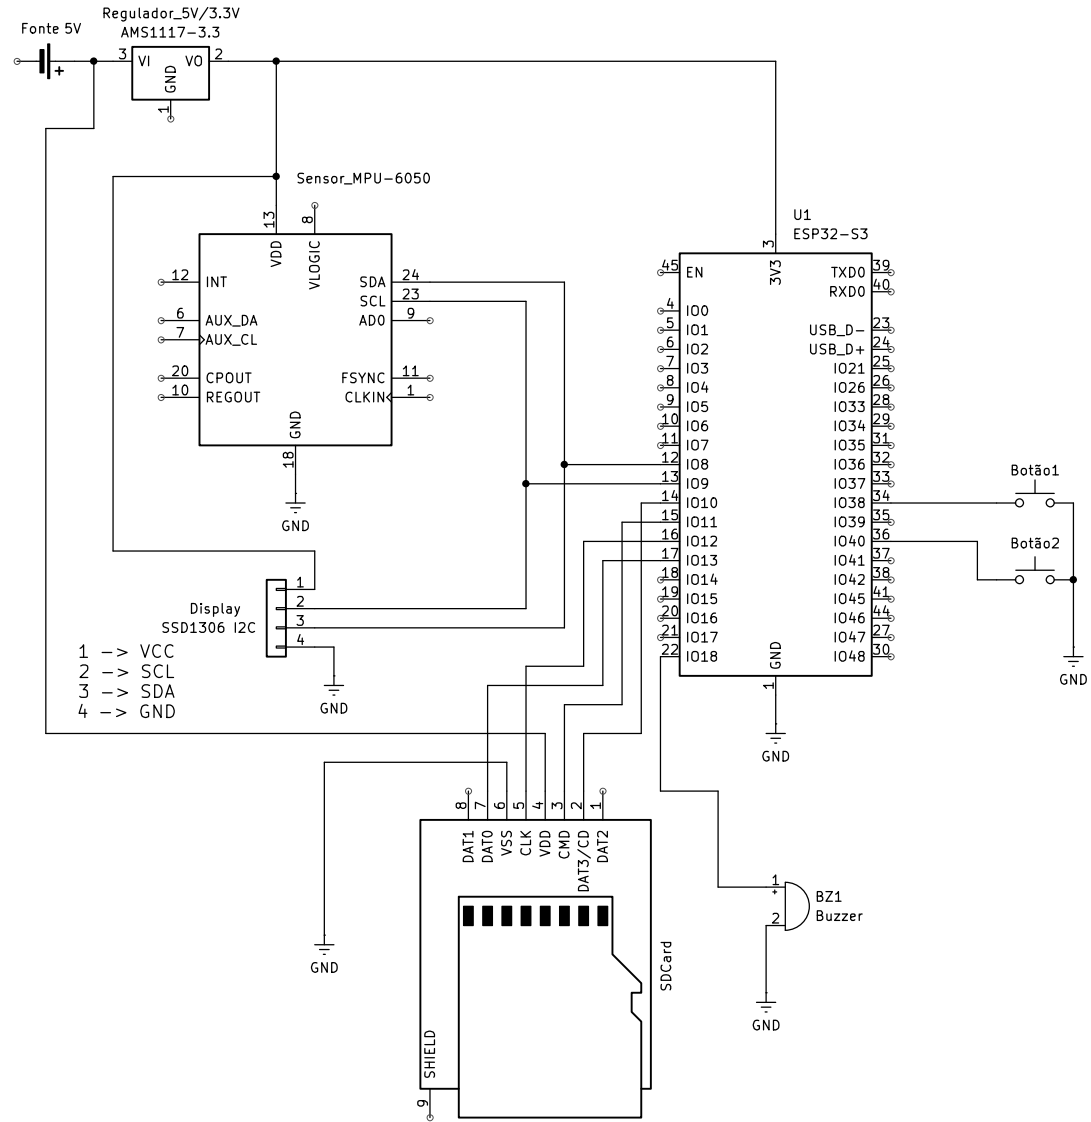 Regulador_5V/3.3V
Fonte 5V
AMS1117-3.3
3 VI VO 2
GND
1
+
Sensor_MPU-6050
13 8
VDD VLOGIC
12 INT SDA 24
SCL 23
6 AUX_DA AD0 9
7 AUX_CL
20 CPOUT FSYNC 11
10 REGOUT CLKIN 1
GND
18
GND
U1
ESP32-S3
3
3V3
45 EN TXD0 39
RXD0 40
4 IO0
5 IO1 USB_D- 23
6 IO2 USB_D+ 24
7 IO3 IO21 25
8 IO4 IO26 26
9 IO5 IO33 28
10 IO6 IO34 29
11 IO7 IO35 31
12 IO8 IO36 32
13 IO9 IO37 33
14 IO10 IO38 34
15 IO11 IO39 35
16 IO12 IO40 36
17 IO13 IO41 37
18 IO14 IO42 38
19 IO15 IO45 41
20 IO16 IO46 44
21 IO17 IO47 27
22 IO18 IO48 30
GND
1
GND
Botão1
Botão2
GND
Display
SSD1306 I2C
1
2
3
4
GND
1 -> VCC
2 -> SCL
3 -> SDA
4 -> GND
8 7 6 5 4 3 2 1
DAT1 DAT0 VSS CLK VDD CMD DAT3/CD DAT2
GND
SDCard
SHIELD
9
1
+
2
BZ1
Buzzer
GND